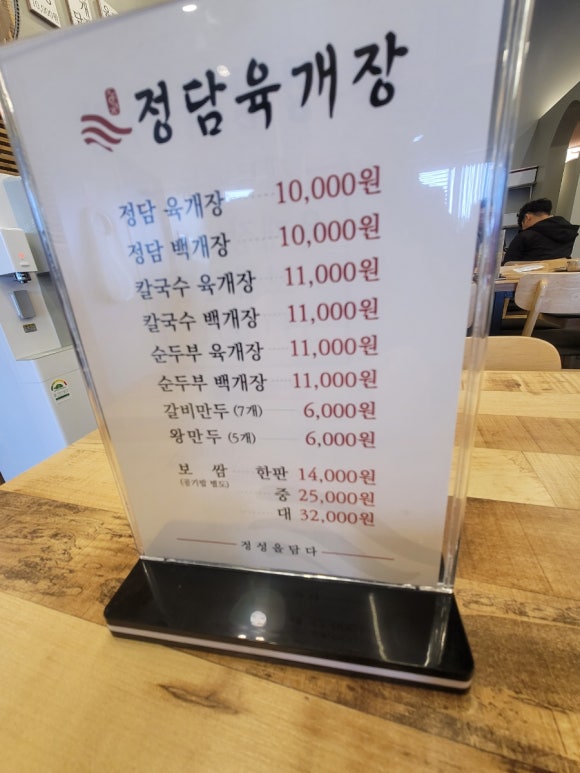 정담육개장
정담 육개장 10,000원
정담 백개장 10,000원
칼국수 육개장 11,000원
칼국수 백개장 11,000원
순두부 육개장 11,000원
순두부 백개장 11,000원
갈비만두 (7개) 6,000원
왕만두 (5개) 6,000원
보쌈 한판 14,000원
(공기밥 별도) 중 25,000원
대 32,000원
정성을담다